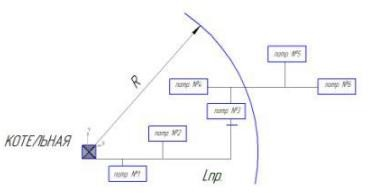 потр №5
R
потр №4
потр №6
потр №3
потр №2
КОТЕЛЬНАЯ
потр №1
Lпр.